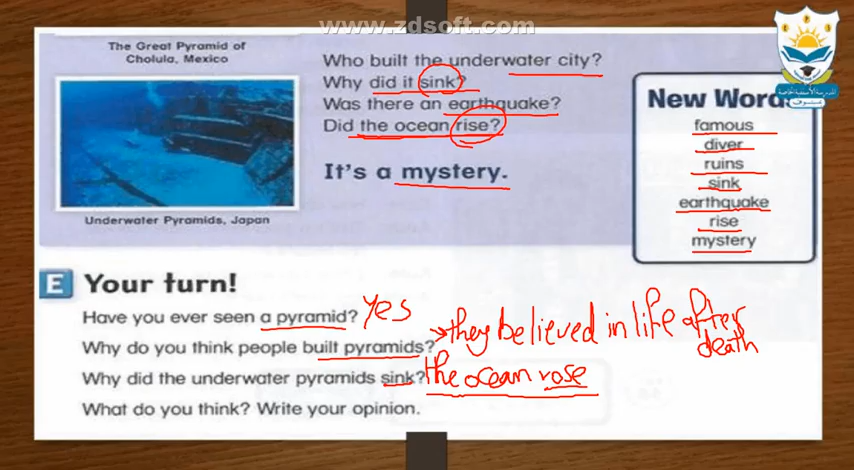 www.zdsoft.com
The Great Pyramid of
Cholula, Mexico
Underwater Pyramids, Japan
Who built the underwater city?
Why did it sink?
Was there an earthquake?
Did the ocean rise?
It's a mystery.
New Word
famous
diver
ruins
sink
earthquake
rise
mystery
E Your turn!
Have you ever seen a pyramid? Yes
Why do you think people built pyramids? they believed in life after
death
Why did the underwater pyramids sink? the ocean rose
What do you think? Write your opinion.